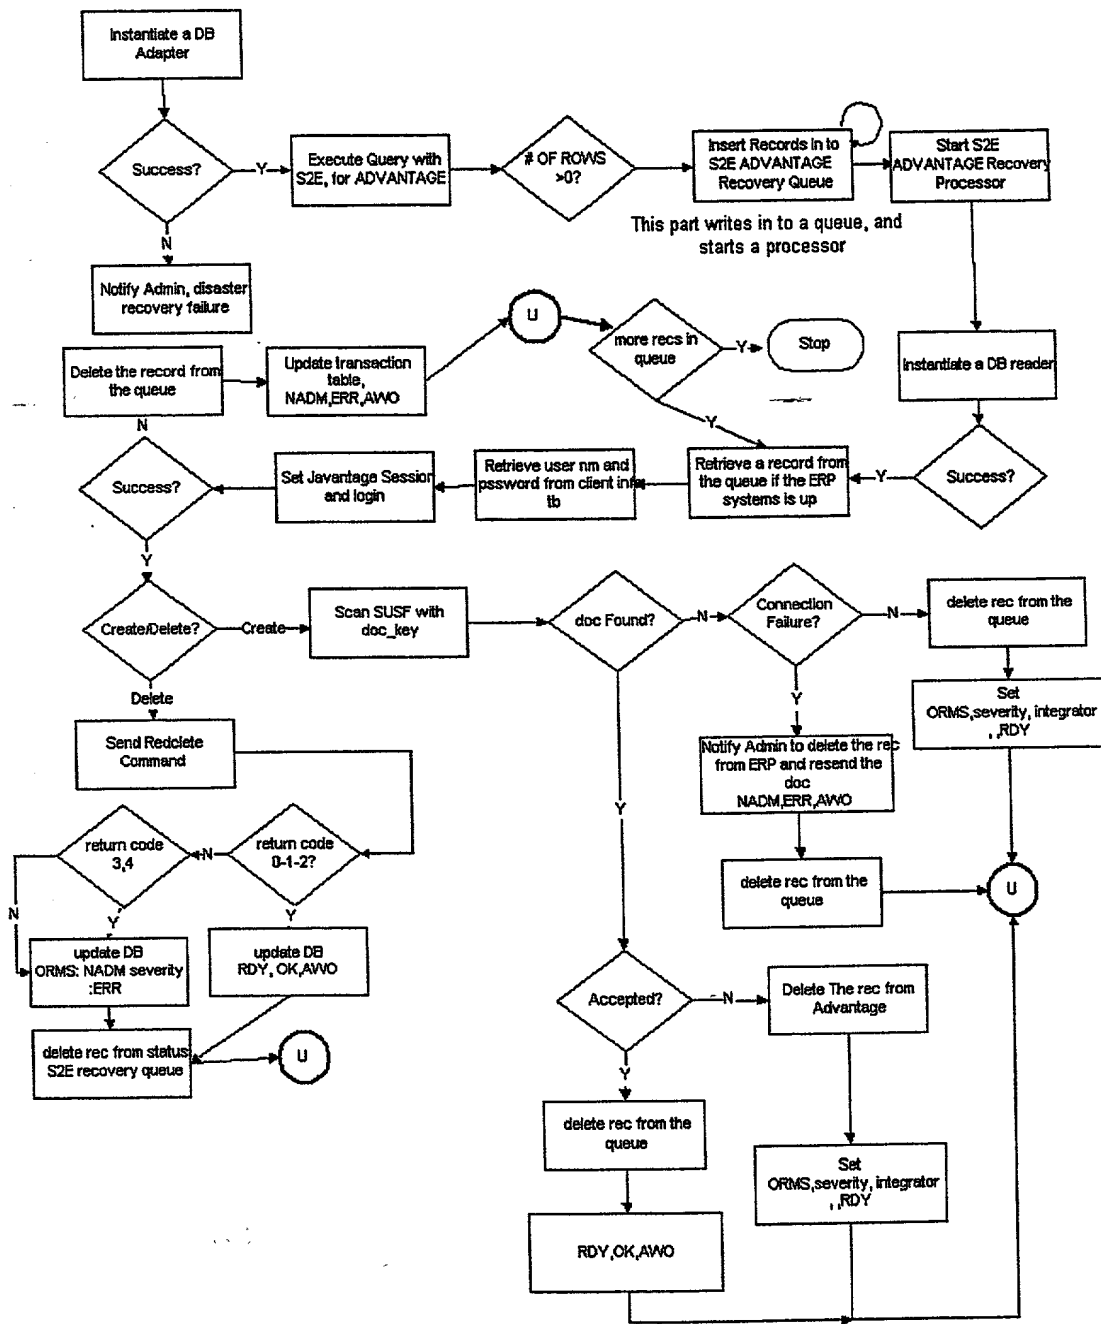 Instantiate a DB
Adapter
Success?
Y
Execute Query with
S2E, for ADVANTAGE
# OF ROWS
>0?
Insert Records in to
S2E ADVANTAGE
Recovery Queue
Start S2E
ADVANTAGE Recovery
Processor
This part writes in to a queue, and
starts a processor
N
Notify Admin, disaster
recovery failure
Delete the record from
the queue
Update transaction
table,
NADM,ERR,AWO
U
more recs in
queue
Y
Stop
Instantiate a DB reader
Y
N
Success?
Set Javantage Session
and login
Retrieve user nm and
pssword from client inf
tb
Retrieve a record from
the queue if the ERP
systems is up
Y
Success?
Y
Create/Delete?
Create
Scan SUSF with
doc_key
doc Found?
N
Connection
Failure?
N
delete rec from the
queue
Delete
Send Redclete
Command
Y
Set
ORMS,severity, integrator
, ,RDY
Notify Admin to delete the rec
from ERP and resend the
doc
NADM,ERR,AWO
Y
return code
3,4
N
return code
0-1-2?
delete rec from the
queue
U
N
Y
Y
update DB
ORMS: NADM severity
:ERR
update DB
RDY, OK,AWO
Accepted?
N
Delete The rec from
Advantage
delete rec from status
S2E recovery queue
U
Y
delete rec from the
queue
Set
ORMS,severity, integrator
, ,RDY
RDY,OK,AWO